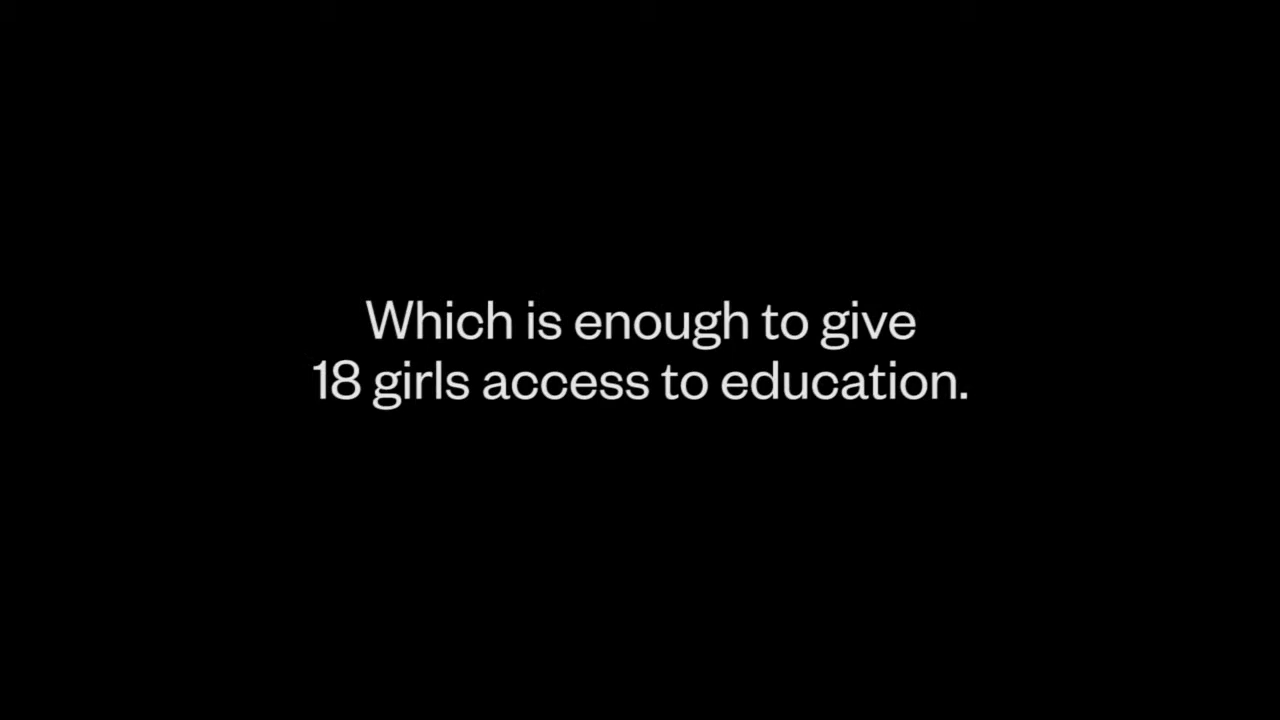 Which is enough to give
18 girls access to education.